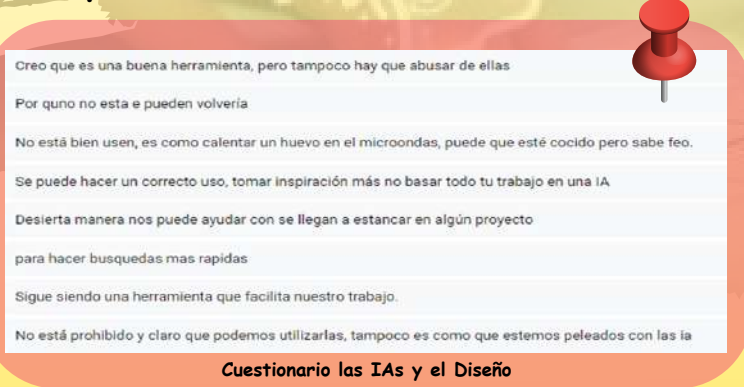 Creo que es una buena herramienta, pero tampoco hay que abusar de ellas
Por quno no esta e pueden volvería
No está bien usen, es como calentar un huevo en el microondas, puede que esté cocido pero sabe feo.
Se puede hacer un correcto uso, tomar inspiración más no basar todo tu trabajo en una IA
Desierta manera nos puede ayudar con se llegan a estancar en algún proyecto
para hacer busquedas mas rapidas
Sigue siendo una herramienta que facilita nuestro trabajo.
No está prohibido y claro que podemos utilizarlas, tampoco es como que estemos peleados con las ia
Cuestionario las IAs y el Diseño